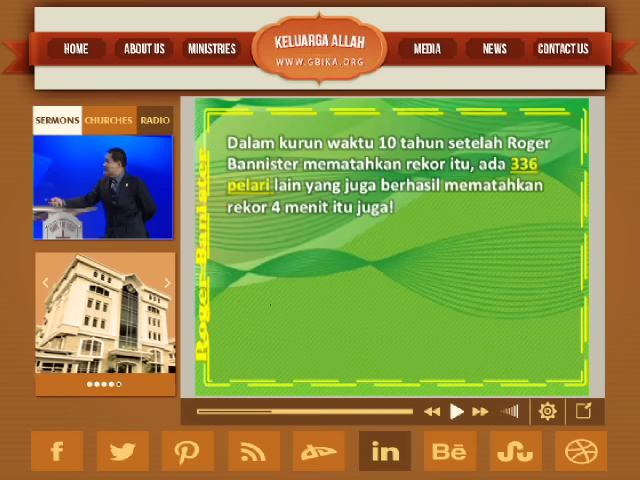 HOME
ABOUT US
MINISTRIES
KELUARGA ALLAH
WWW.GBIKA.ORG
MEDIA
NEWS
CONTACT US
SERMONS
CHURCHES
RADIO
Dalam kurun waktu 10 tahun setelah Roger
Bannister mematahkan rekor itu, ada 336
pelari lain yang juga berhasil mematahkan
rekor 4 menit itu juga!
Roger Bannister
f
in
Bē